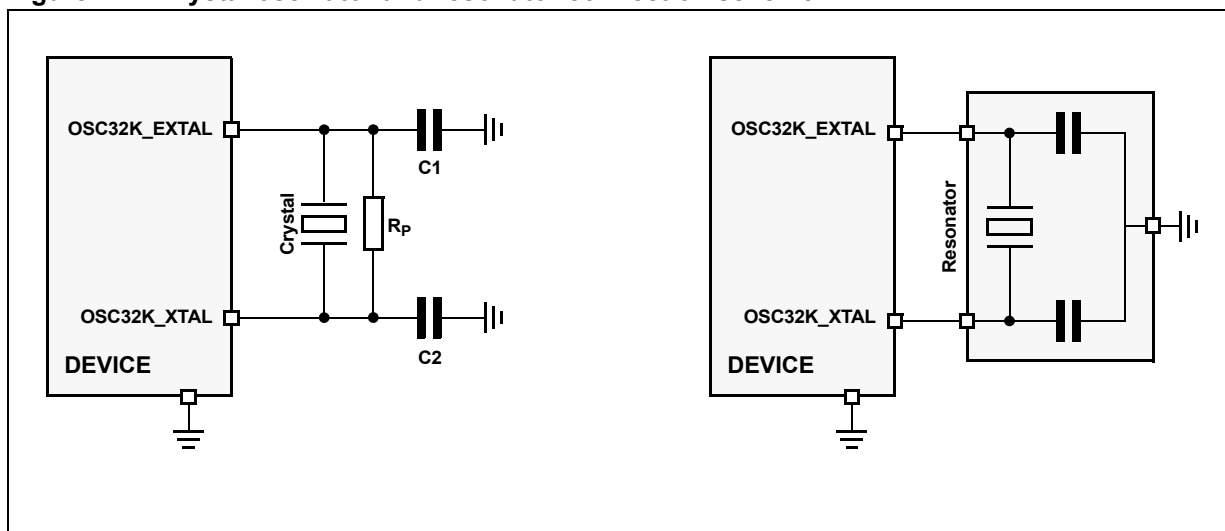 OSC32K_EXTAL
C1
Crystal
RP
OSC32K_XTAL
C2
DEVICE
OSC32K_EXTAL
Resonator
OSC32K_XTAL
DEVICE